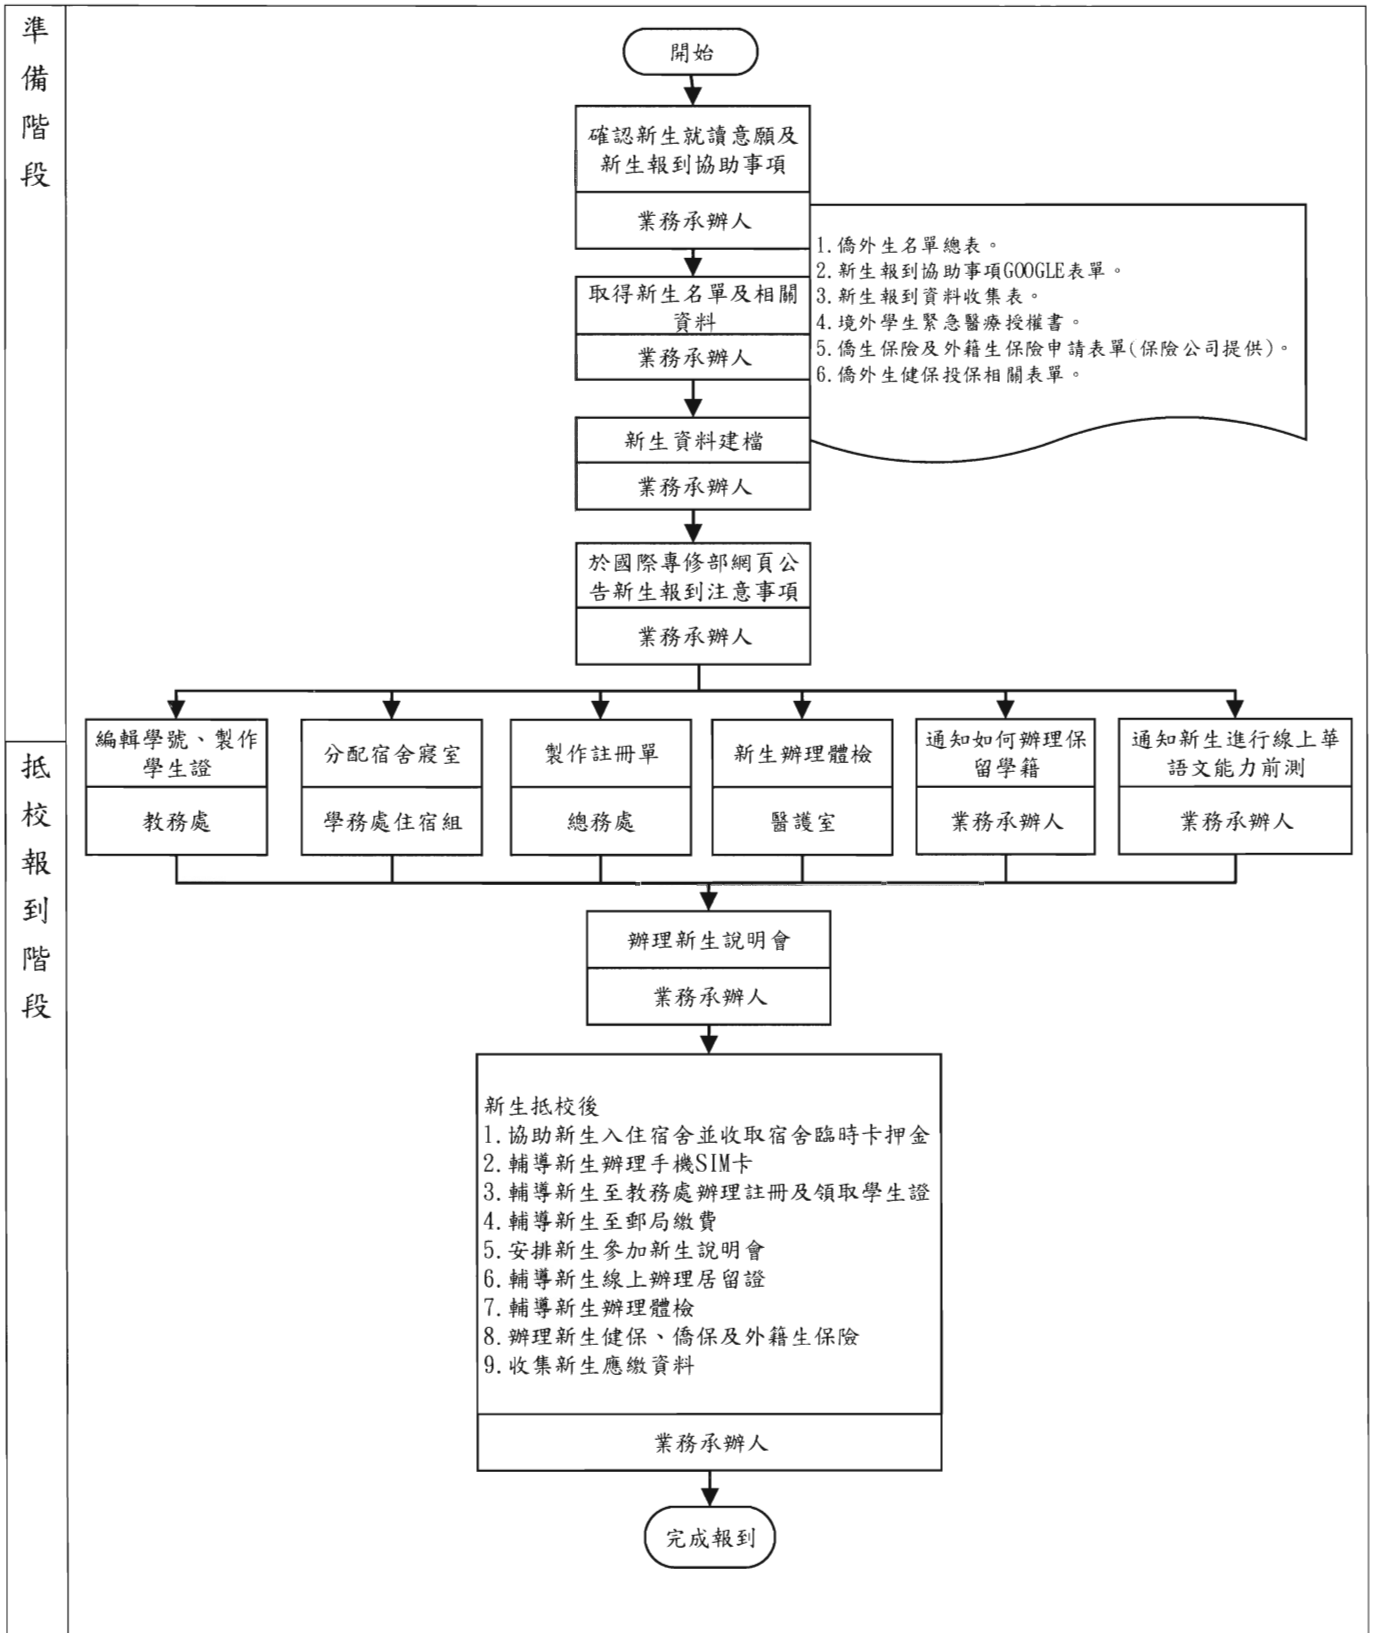 準備階段
開始
確認新生就讀意願及
新生報到協助事項
業務承辦人
取得新生名單及相關
資料
業務承辦人
1.僑外生名單總表。
2.新生報到協助事項GOOGLE表單。
3.新生報到資料收集表。
4.境外學生緊急醫療授權書。
5.僑生保險及外籍生保險申請表單(保險公司提供)。
6.僑外生健保投保相關表單。
新生資料建檔
業務承辦人
於國際專修部網頁公
告新生報到注意事項
業務承辦人
編輯學號、製作
學生證
教務處
分配宿舍寢室
學務處住宿組
製作註冊單
總務處
新生辦理體檢
醫護室
通知如何辦理保
留學籍
業務承辦人
通知新生進行線上華
語文能力前測
業務承辦人
抵校報到階段
辦理新生說明會
業務承辦人
新生抵校後
1.協助新生入住宿舍並收取宿舍臨時卡押金
2.輔導新生辦理手機SIM卡
3.輔導新生至教務處辦理註冊及領取學生證
4.輔導新生至郵局繳費
5.安排新生參加新生說明會
6.輔導新生線上辦理居留證
7.輔導新生辦理體檢
8.辦理新生健保、僑保及外籍生保險
9.收集新生應繳資料
業務承辦人
完成報到